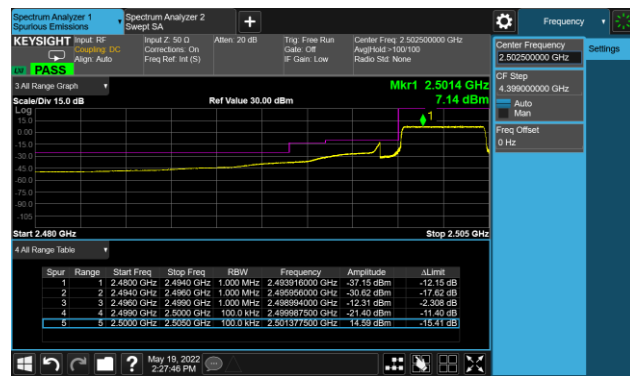 Spectrum Analyzer 1
Spurious Emissions
Spectrum Analyzer 2
Swept SA
Frequency
KEYSIGHT
Input: RF
Coupling: DC
Align: Auto
Input Z: 50 Ω
Corrections: On
Freq Ref: Int (S)
Atten: 20 dB
Trig: Free Run
Gate: Off
IF Gain: Low
Center Freq: 2.502500000 GHz
Avg|Hold:>100/100
Radio Std: None
PASS
Center Frequency
2.502500000 GHz
Settings
CF Step
4.399000000 GHz
Auto
Man
Freq Offset
0 Hz
3 All Range Graph
Mkr1 2.5014 GHz
Scale/Div 15.0 dB
Ref Value 30.00 dBm
7.14 dBm
Log
15.0
0.00
-15.0
-30.0
-45.0
-60.0
-75.0
-90.0
-105
1
Start 2.480 GHz
Stop 2.505 GHz
4 All Range Table
Spur Range Start Freq Stop Freq RBW Frequency Amplitude ΔLimit
1 1 2.4800 GHz 2.4940 GHz 1.000 MHz 2.493916000 GHz -37.15 dBm -12.15 dB
2 2 2.4940 GHz 2.4960 GHz 1.000 MHz 2.495956000 GHz -30.62 dBm -17.62 dB
3 3 2.4960 GHz 2.4990 GHz 1.000 MHz 2.498994000 GHz -12.31 dBm -2.308 dB
4 4 2.4990 GHz 2.5000 GHz 100.0 kHz 2.499987500 GHz -21.40 dBm -11.40 dB
5 5 2.5000 GHz 2.5050 GHz 100.0 kHz 2.501377500 GHz 14.59 dBm -15.41 dB
May 19, 2022
2:27:46 PM